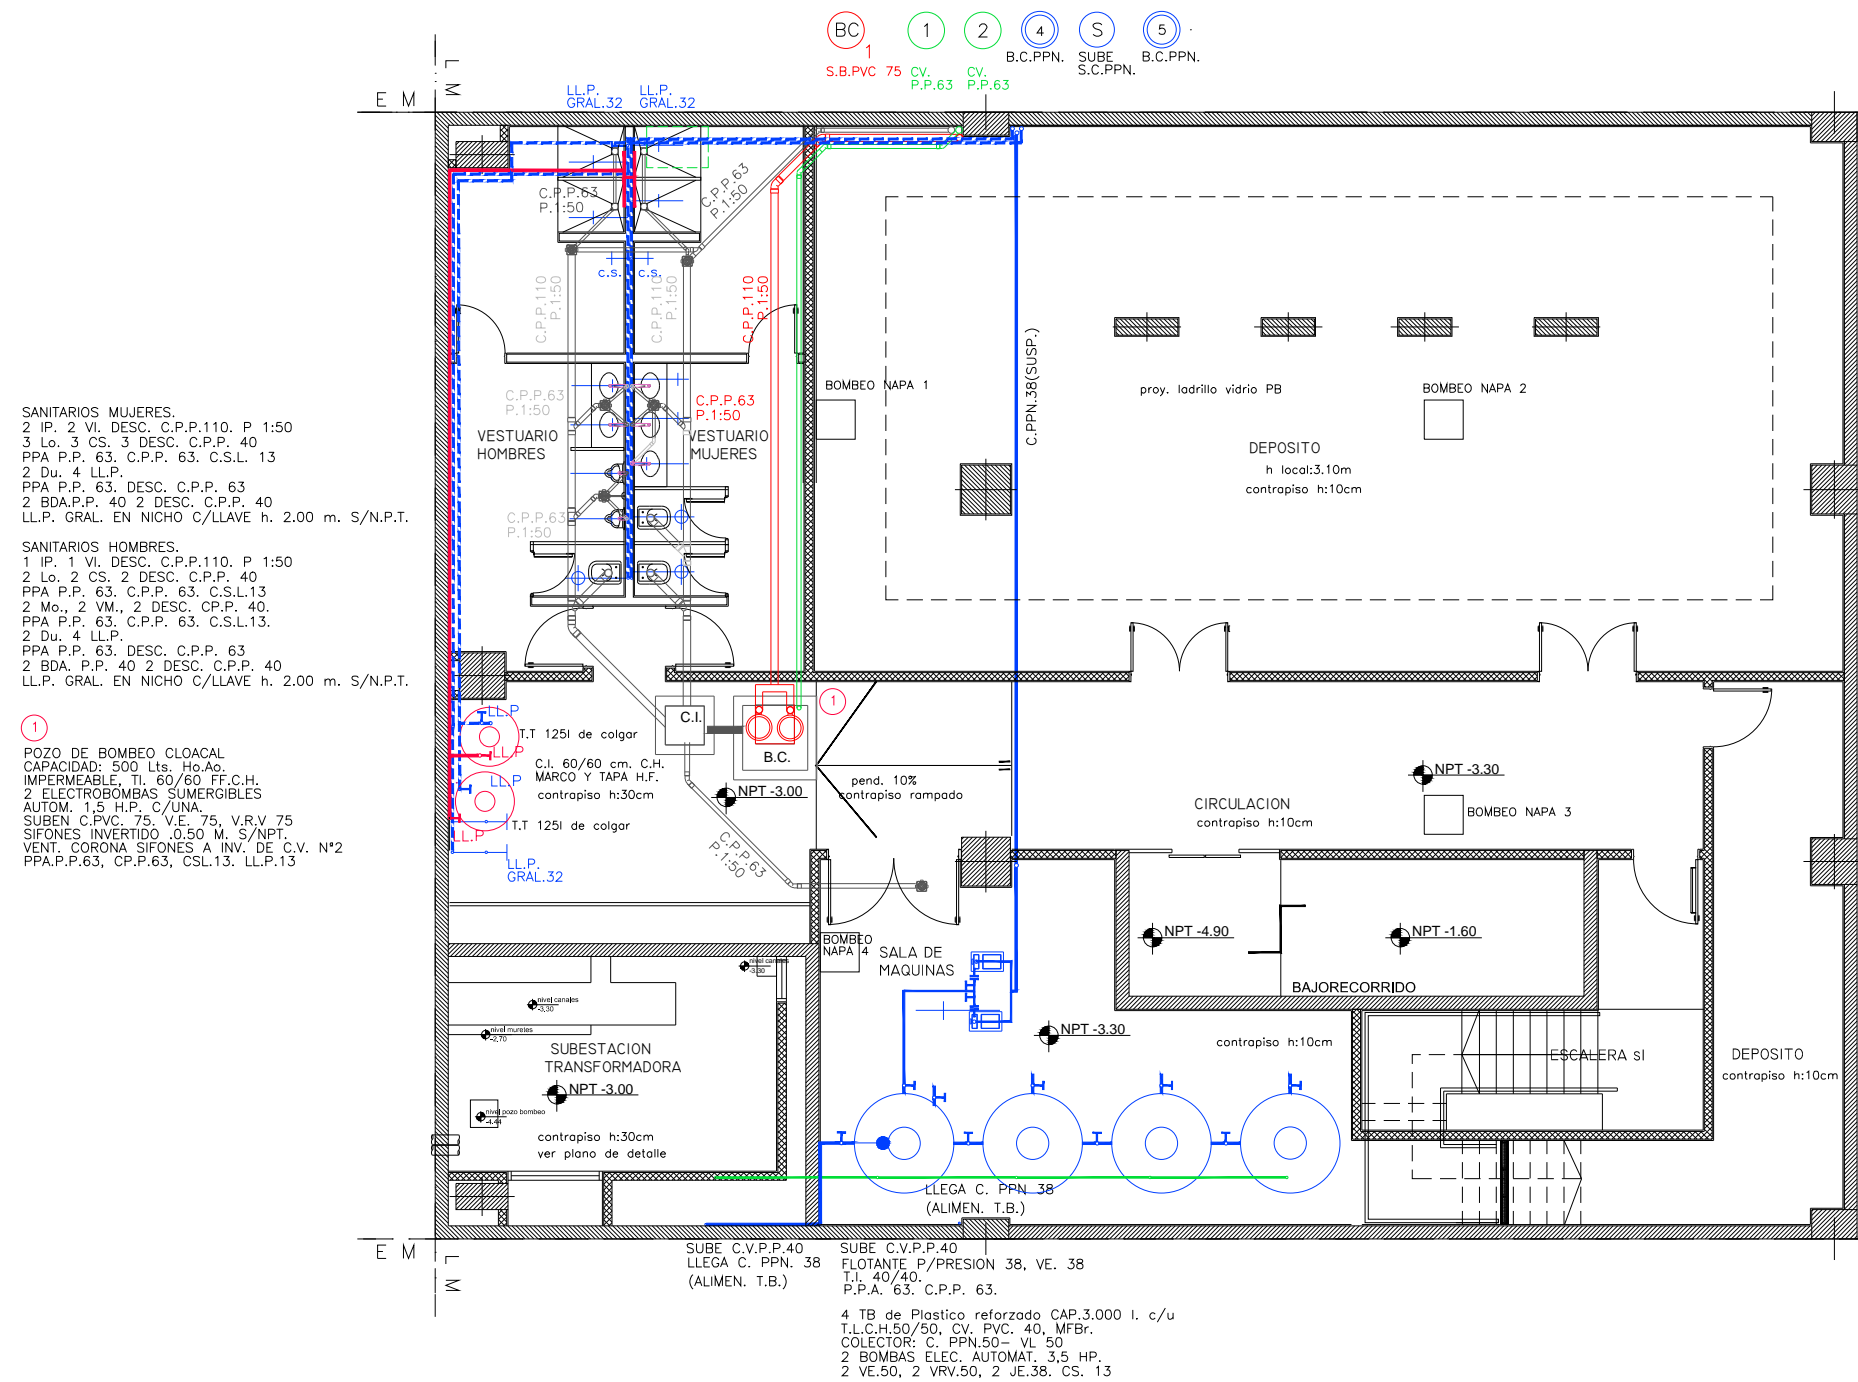 BC
1
2
4
S
5
1
S.B.PVC 75
CV.
P.P.63
CV.
P.P.63
B.C.PPN.
SUBE
S.C.PPN.
B.C.PPN.
E M
L M
LL.P.
GRAL.32
LL.P.
GRAL.32
C.P.P.63
P.1:50
C.P.P.63
P.1:50
c.s.
c.s.
C.P.P.110
P.1:50
C.P.P.110
P.1:50
C.P.P.110
P.1:50
C.PPN.38(SUSP.)
BOMBEO NAPA 1
proy. ladrillo vidrio PB
BOMBEO NAPA 2
C.P.P.63
P.1:50
C.P.P.63
P.1:50
VESTUARIO
HOMBRES
VESTUARIO
MUJERES
DEPOSITO
h local:3.10m
contrapiso h:10cm
C.P.P.63
P.1:50
SANITARIOS MUJERES.
2 IP. 2 VI. DESC. C.P.P.110. P 1:50
3 Lo. 3 CS. 3 DESC. C.P.P. 40
PPA P.P. 63. C.P.P. 63. C.S.L. 13
2 Du. 4 LL.P.
PPA P.P. 63. DESC. C.P.P. 63
2 BDA.P.P. 40 2 DESC. C.P.P. 40
LL.P. GRAL. EN NICHO C/LLAVE h. 2.00 m. S/N.P.T.
SANITARIOS HOMBRES.
1 IP. 1 VI. DESC. C.P.P.110. P 1:50
2 Lo. 2 CS. 2 DESC. C.P.P. 40
PPA P.P. 63. C.P.P. 63. C.S.L.13
2 Mo., 2 VM., 2 DESC. CP.P. 40.
PPA P.P. 63. C.P.P. 63. C.S.L.13.
2 Du. 4 LL.P.
PPA P.P. 63. DESC. C.P.P. 63
2 BDA. P.P. 40 2 DESC. C.P.P. 40
LL.P. GRAL. EN NICHO C/LLAVE h. 2.00 m. S/N.P.T.
1
POZO DE BOMBEO CLOACAL
CAPACIDAD: 500 Lts. Ho.Ao.
IMPERMEABLE, TI. 60/60 FF.C.H.
2 ELECTROBOMBAS SUMERGIBLES
AUTOM. 1,5 H.P. C/UNA.
SUBEN C.PVC. 75. V.E. 75, V.R.V 75
SIFONES INVERTIDO .0.50 M. S/NPT.
VENT. CORONA SIFONES A INV. DE C.V. Nº2
PPA.P.P.63, CP.P.63, CSL.13. LL.P.13
LL.P
T.T 125l de colgar
LL.P
C.I. 60/60 cm. C.H.
MARCO Y TAPA H.F.
contrapiso h:30cm
LL.P
T.T 125l de colgar
LL.P
LL.P.
GRAL.32
C.I.
B.C.
1
NPT -3.00
C.P.P.63
P.1:50
pend. 10%
contrapiso rampado
NPT -3.30
CIRCULACION
contrapiso h:10cm
BOMBEO NAPA 3
BOMBEO
NAPA 4
SALA DE
MAQUINAS
NPT -4.90
NPT -1.60
BAJORECORRIDO
nivel canales
-3.30
nivel canales
-3.30
nivel muretes
-2.70
SUBESTACION
TRANSFORMADORA
NPT -3.00
nivel pozo bombeo
-4.44
contrapiso h:30cm
ver plano de detalle
NPT -3.30
contrapiso h:10cm
ESCALERA sl
DEPOSITO
contrapiso h:10cm
LLEGA C. PPN 38
(ALIMEN. T.B.)
E M
L M
SUBE C.V.P.P.40
LLEGA C. PPN. 38
(ALIMEN. T.B.)
SUBE C.V.P.P.40
FLOTANTE P/PRESION 38, VE. 38
T.I. 40/40.
P.P.A. 63. C.P.P. 63.
4 TB de Plastico reforzado CAP.3.000 l. c/u
T.L.C.H.50/50, CV. PVC. 40, MFBr.
COLECTOR: C. PPN.50- VL 50
2 BOMBAS ELEC. AUTOMAT. 3,5 HP.
2 VE.50, 2 VRV.50, 2 JE.38. CS. 13